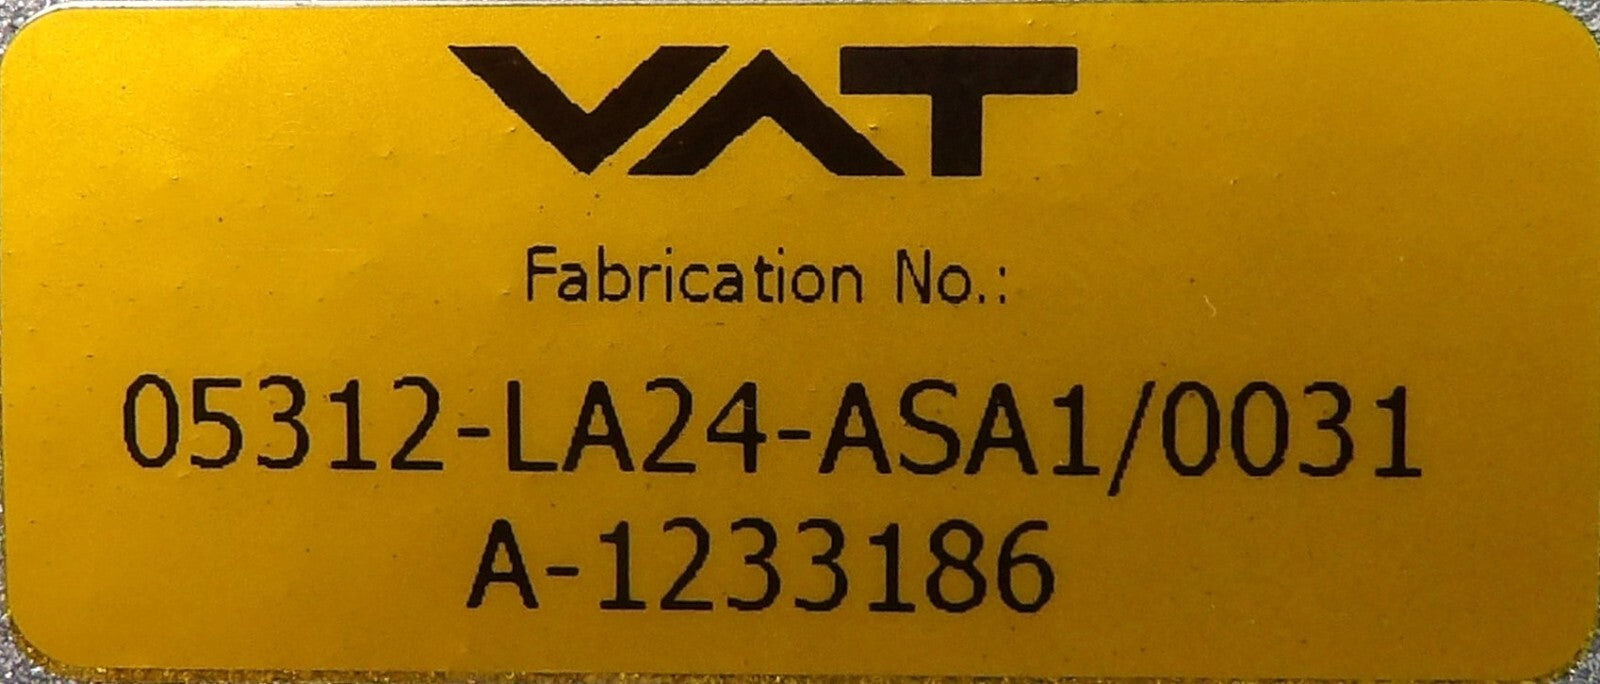 VAT
Fabrication No.:
05312-LA24-ASA1/0031
A-1233186